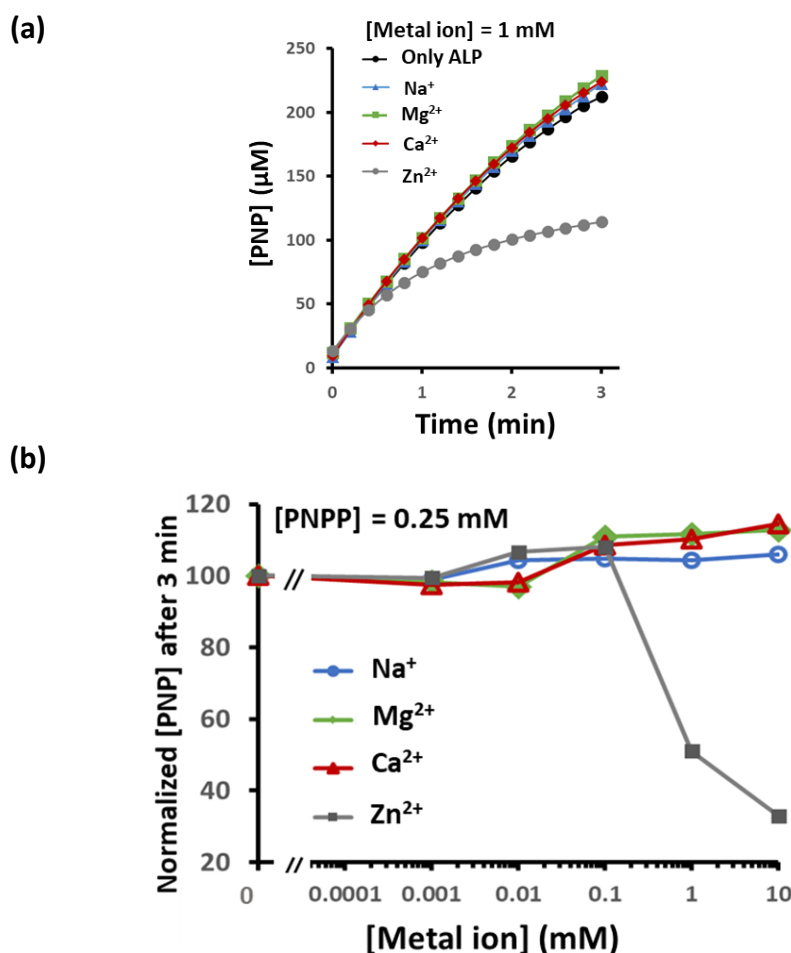 (a)
[Metal ion] = 1 mM
Only ALP
Na⁺
Mg²⁺
Ca²⁺
Zn²⁺
250
200
150
100
50
0
[PNP] (µM)
0 1 2 3
Time (min)
(b)
[PNPP] = 0.25 mM
120
100
80
60
40
20
Normalized [PNP] after 3 min
Na⁺
Mg²⁺
Ca²⁺
Zn²⁺
//
//
0 0.0001 0.001 0.01 0.1 1 10
[Metal ion] (mM)